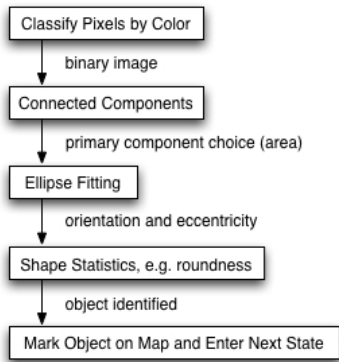 Classify Pixels by Color
binary image
Connected Components
primary component choice (area)
Ellipse Fitting
orientation and eccentricity
Shape Statistics, e.g. roundness
object identified
Mark Object on Map and Enter Next State